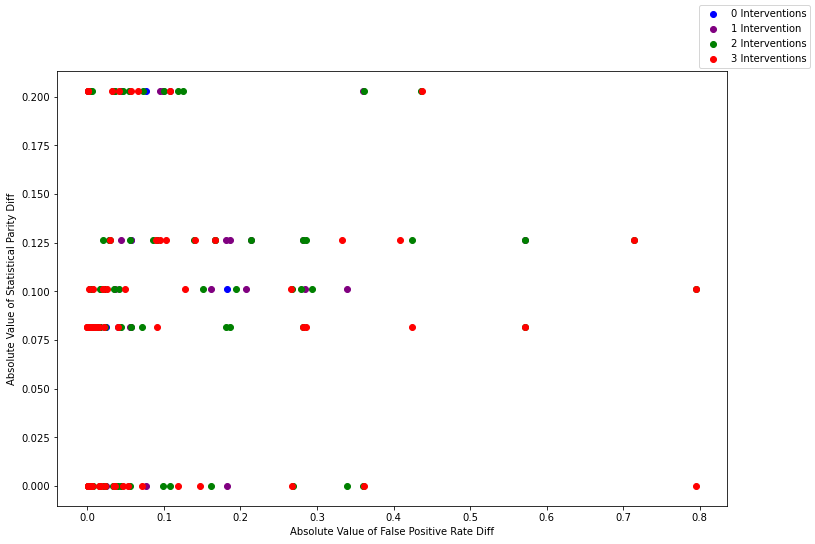 0 Interventions
1 Intervention
2 Interventions
3 Interventions
0.200
0.175
0.150
0.125
0.100
0.075
0.050
0.025
0.000
Absolute Value of Statistical Parity Diff
0.0 0.1 0.2 0.3 0.4 0.5 0.6 0.7 0.8
Absolute Value of False Positive Rate Diff